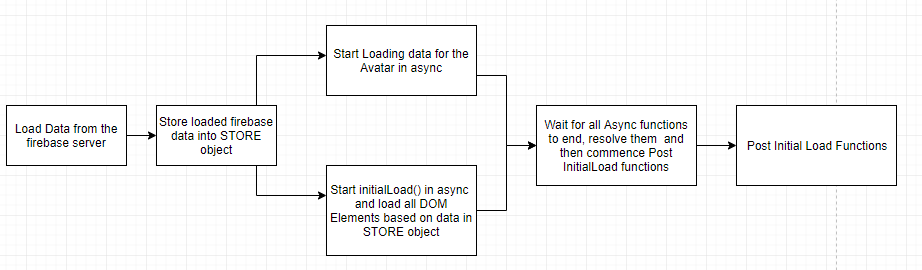 Load Data from the
firebase server
Store loaded firebase
data into STORE
object
Start Loading data for the
Avatar in async
Start initialLoad() in async
and load all DOM
Elements based on data in
STORE object
Wait for all Async functions
to end, resolve them and
then commence Post
InitialLoad functions
Post Initial Load Functions